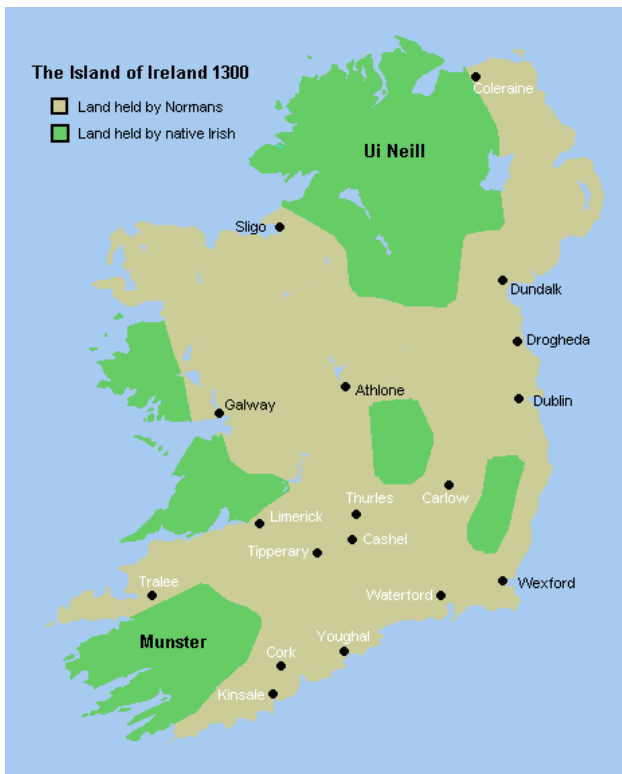 The Island of Ireland 1300
Land held by Normans
Land held by native Irish
Coleraine
Ui Neill
Sligo
Dundalk
Drogheda
Athlone
Dublin
Galway
Carlow
Thurles
Limerick
Cashel
Tipperary
Tralee
Waterford
Wexford
Munster
Youghal
Cork
Kinsale